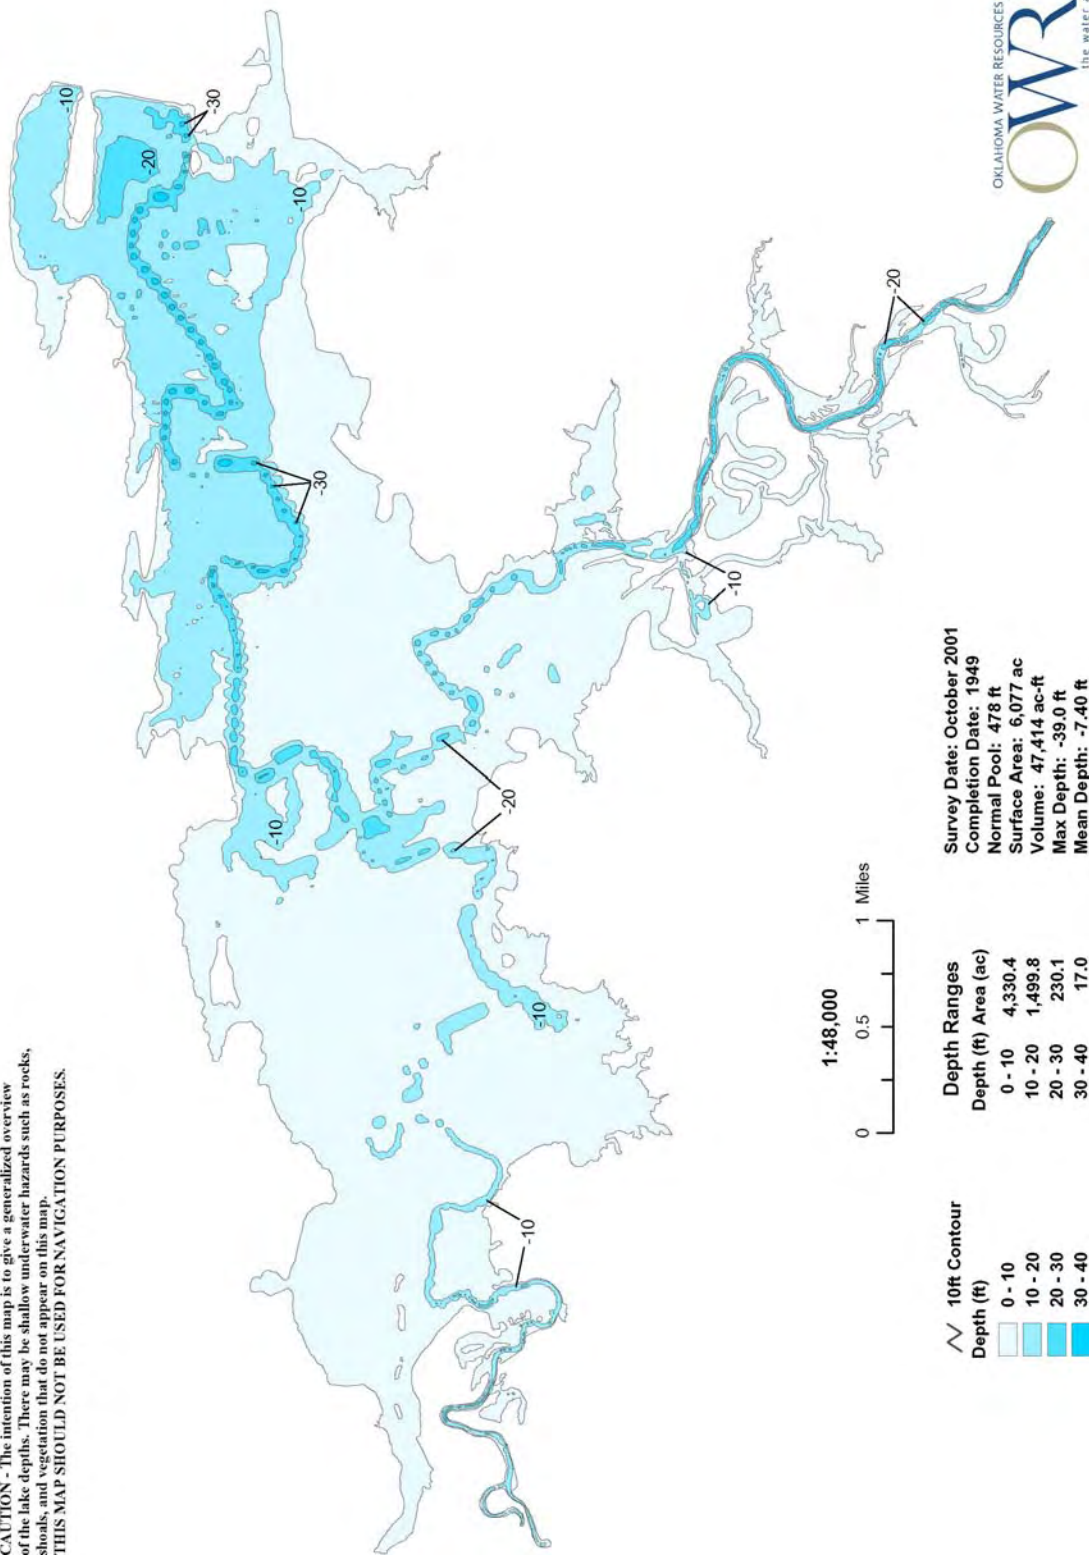 CAUTION - The intention of this map is to give a generalized overview
of the lake depths. There may be shallow underwater hazards such as rocks,
shoals, and vegetation that do not appear on this map.
THIS MAP SHOULD NOT BE USED FOR NAVIGATION PURPOSES.
-10
-20
-30
-10
-30
-10
-20
-20
-10
-10
-10
1:48,000
0 0.5 1 Miles
10ft Contour
Depth (ft)
0 - 10
10 - 20
20 - 30
30 - 40
Depth Ranges
Depth (ft) Area (ac)
0 - 10 4,330.4
10 - 20 1,499.8
20 - 30 230.1
30 - 40 17.0
Survey Date: October 2001
Completion Date: 1949
Normal Pool: 478 ft
Surface Area: 6,077 ac
Volume: 47,414 ac-ft
Max Depth: -39.0 ft
Mean Depth: -7.40 ft
OKLAHOMA WATER RESOURCES
OWR
the water